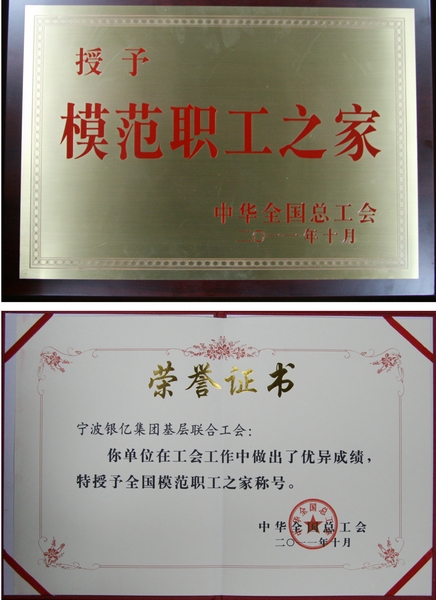 授予
模范职工之家
中华全国总工会
二〇一一年十月
荣誉证书
宁波银亿集团基层联合工会：
你单位在工会工作中做出了优异成绩，
特授予全国模范职工之家称号。
中华全国总工会
二〇一一年十月